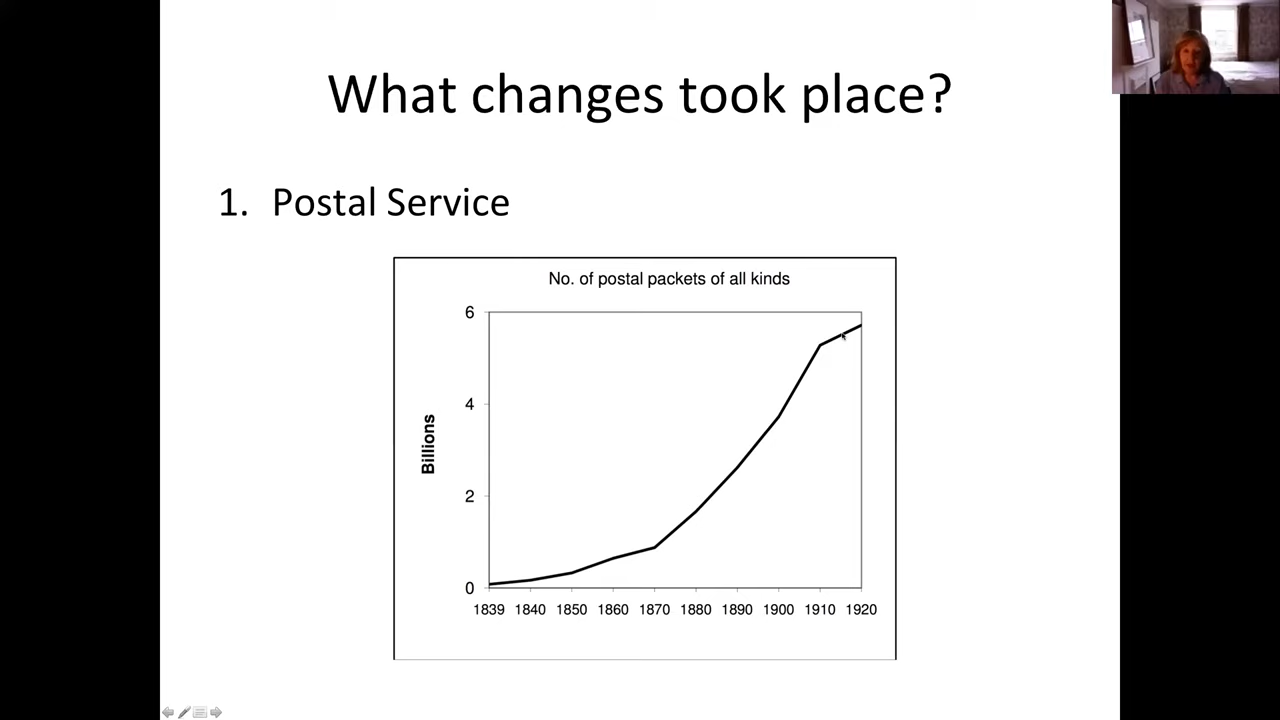 What changes took place?
1. Postal Service
No. of postal packets of all kinds
Billions
6
4
2
0
1839 1840 1850 1860 1870 1880 1890 1900 1910 1920